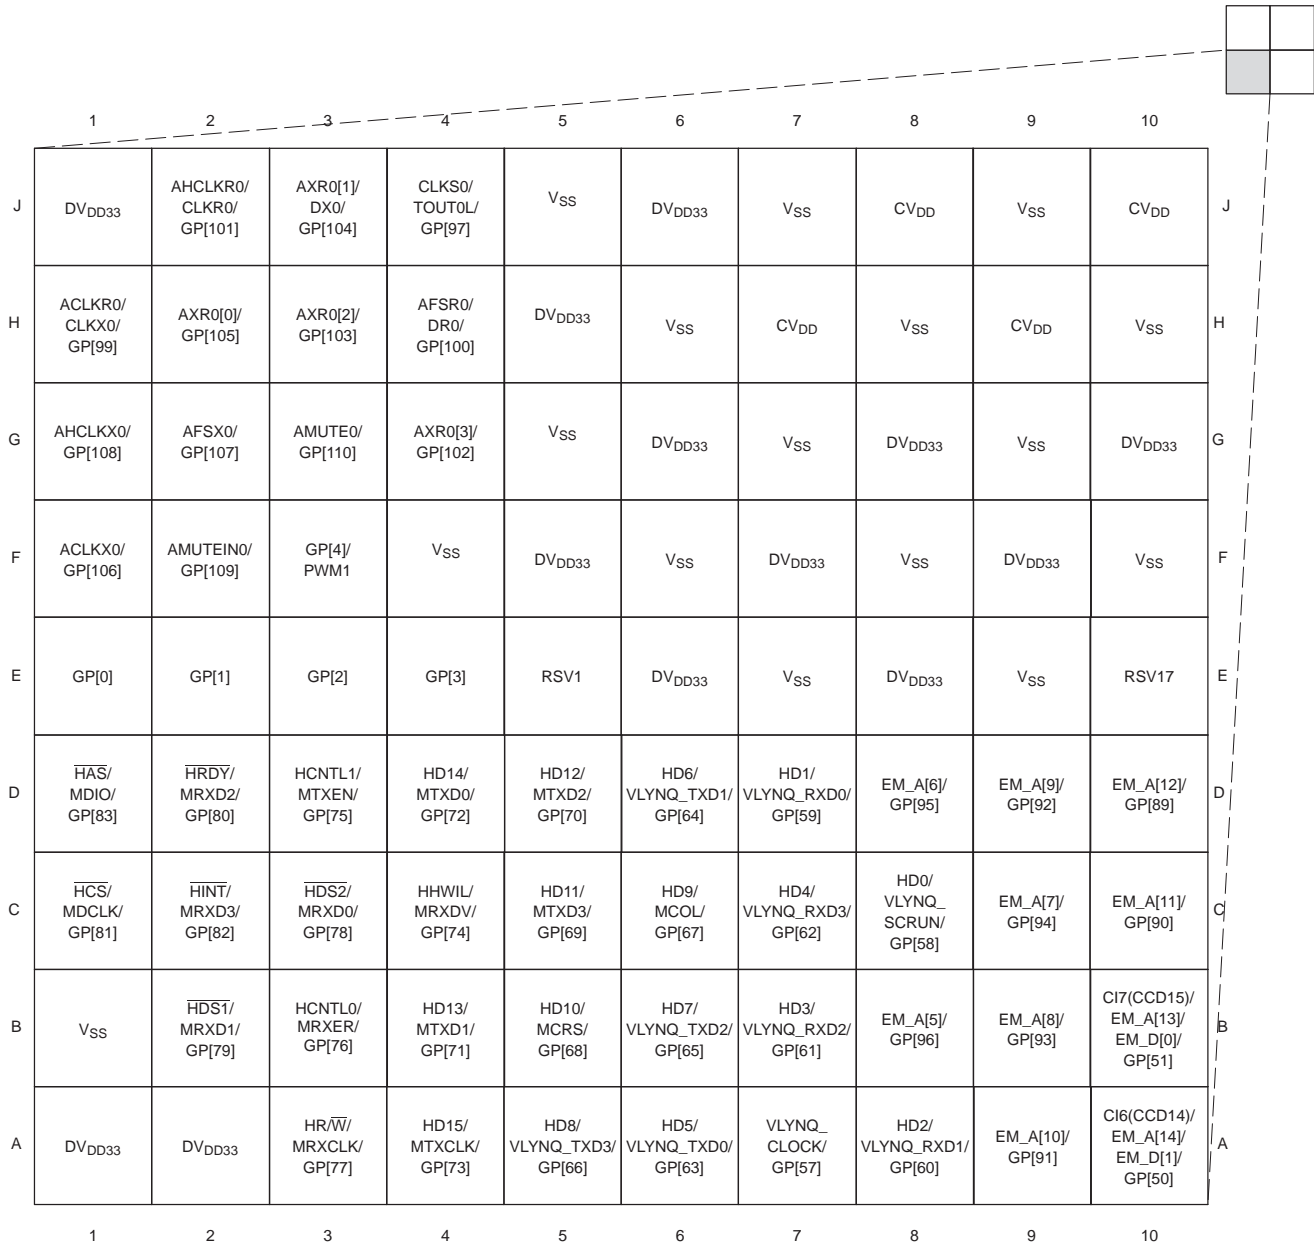 1 2 3 4 5 6 7 8 9 10
J DVDD33 AHCLKR0/ CLKR0/ GP[101] AXR0[1]/ DX0/ GP[104] CLKS0/ TOUT0L/ GP[97] VSS DVDD33 VSS CVDD VSS CVDD J
H ACLKR0/ CLKX0/ GP[99] AXR0[0]/ GP[105] AXR0[2]/ GP[103] AFSR0/ DR0/ GP[100] DVDD33 VSS CVDD VSS CVDD VSS H
G AHCLKX0/ GP[108] AFSX0/ GP[107] AMUTE0/ GP[110] AXR0[3]/ GP[102] VSS DVDD33 VSS DVDD33 VSS DVDD33 G
F ACLKX0/ GP[106] AMUTEIN0/ GP[109] GP[4]/ PWM1 VSS DVDD33 VSS DVDD33 VSS DVDD33 VSS F
E GP[0] GP[1] GP[2] GP[3] RSV1 DVDD33 VSS DVDD33 VSS RSV17 E
D HAS/ MDIO/ GP[83] HRDY/ MRXD2/ GP[80] HCNTL1/ MTXEN/ GP[75] HD14/ MTXD0/ GP[72] HD12/ MTXD2/ GP[70] HD6/ VLYNQ_TXD1/ GP[64] HD1/ VLYNQ_RXD0/ GP[59] EM_A[6]/ GP[95] EM_A[9]/ GP[92] EM_A[12]/ GP[89] D
C HCS/ MDCLK/ GP[81] HINT/ MRXD3/ GP[82] HDS2/ MRXD0/ GP[78] HHWIL/ MRXDV/ GP[74] HD11/ MTXD3/ GP[69] HD9/ MCOL/ GP[67] HD4/ VLYNQ_RXD3/ GP[62] HD0/ VLYNQ_ SCRUN/ GP[58] EM_A[7]/ GP[94] EM_A[11]/ GP[90] C
B VSS HDS1/ MRXD1/ GP[79] HCNTL0/ MRXER/ GP[76] HD13/ MTXD1/ GP[71] HD10/ MCRS/ GP[68] HD7/ VLYNQ_TXD2/ GP[65] HD3/ VLYNQ_RXD2/ GP[61] EM_A[5]/ GP[96] EM_A[8]/ GP[93] CI7(CCD15)/ EM_A[13]/ EM_D[0]/ GP[51] B
A DVDD33 DVDD33 HR/W/ MRXCLK/ GP[77] HD15/ MTXCLK/ GP[73] HD8/ VLYNQ_TXD3/ GP[66] HD5/ VLYNQ_TXD0/ GP[63] VLYNQ_ CLOCK/ GP[57] HD2/ VLYNQ_RXD1/ GP[60] EM_A[10]/ GP[91] CI6(CCD14)/ EM_A[14]/ EM_D[1]/ GP[50] A
1 2 3 4 5 6 7 8 9 10